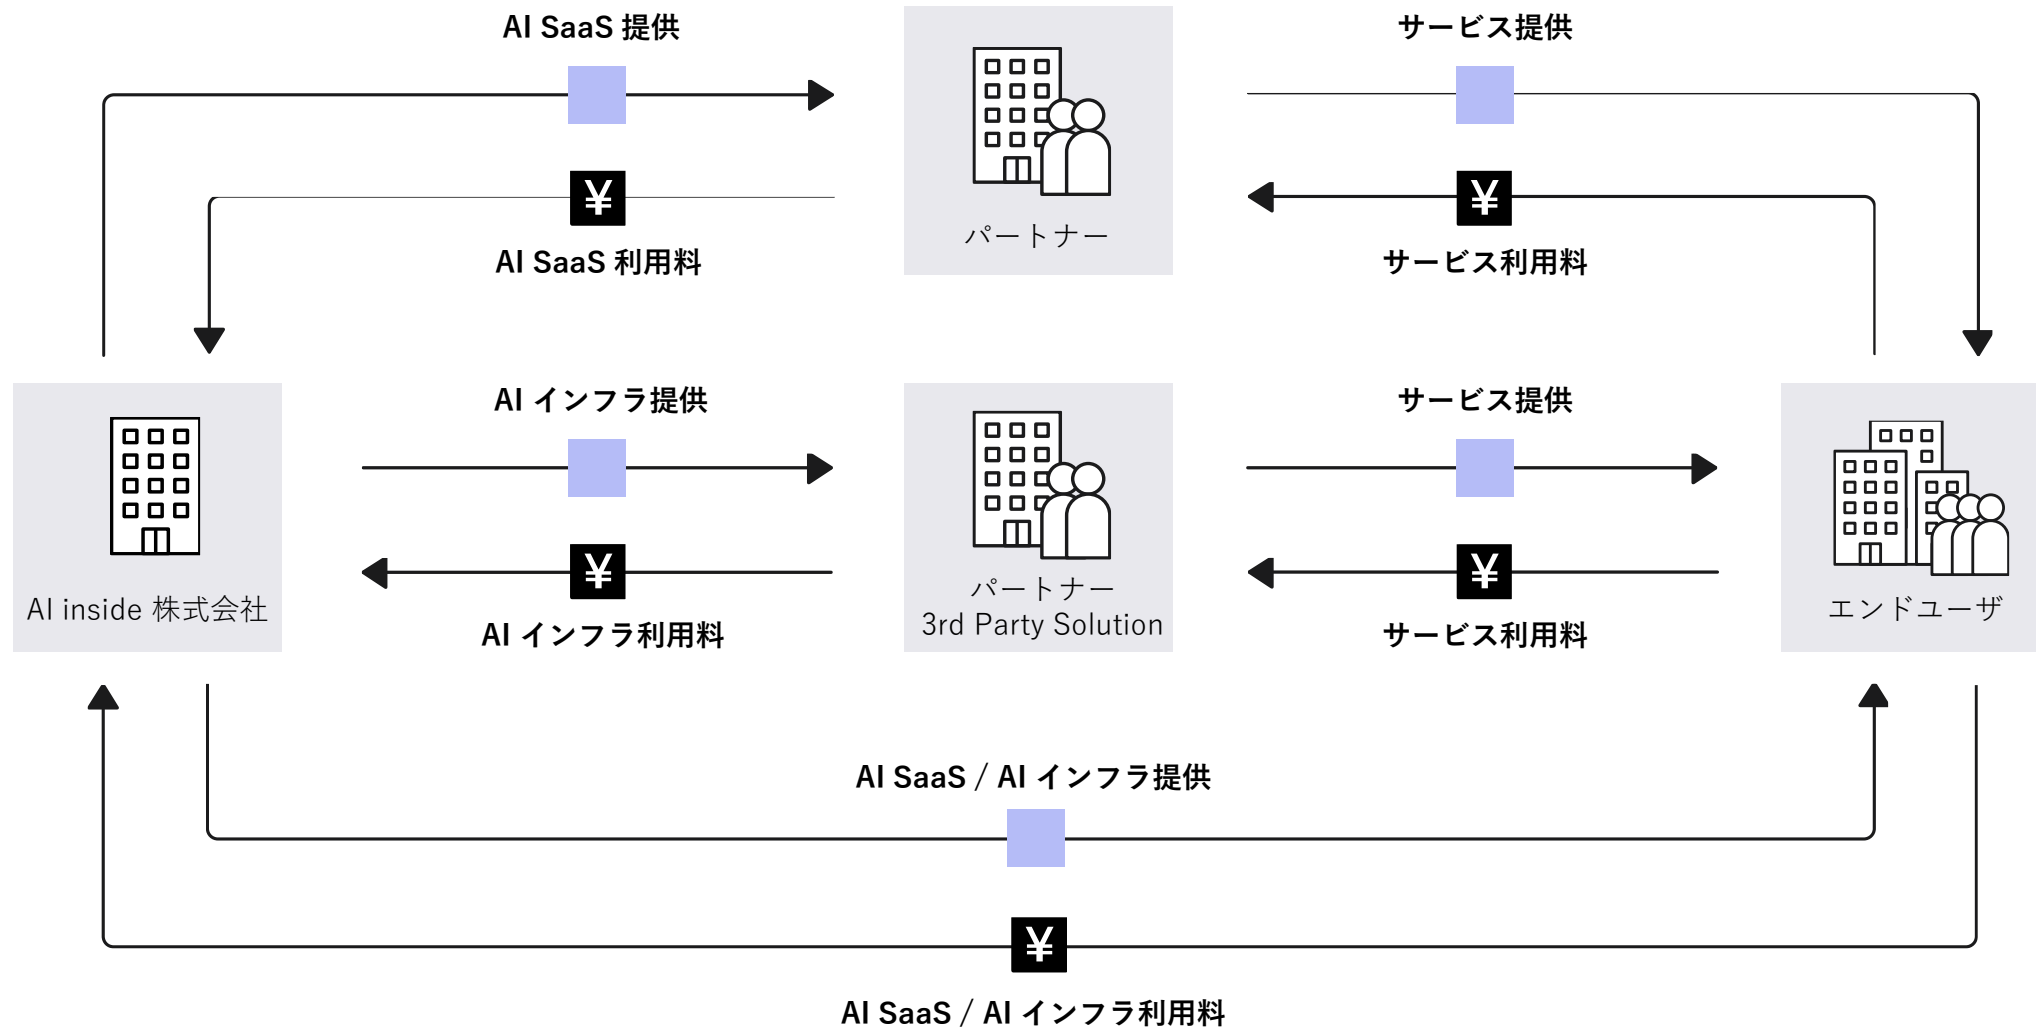 AI SaaS 提供
サービス提供
¥
¥
パートナー
AI SaaS 利用料
サービス利用料
AI インフラ提供
サービス提供
¥
¥
AI inside 株式会社
パートナー
3rd Party Solution
エンドユーザ
AI インフラ利用料
サービス利用料
AI SaaS / AI インフラ提供
¥
AI SaaS / AI インフラ利用料